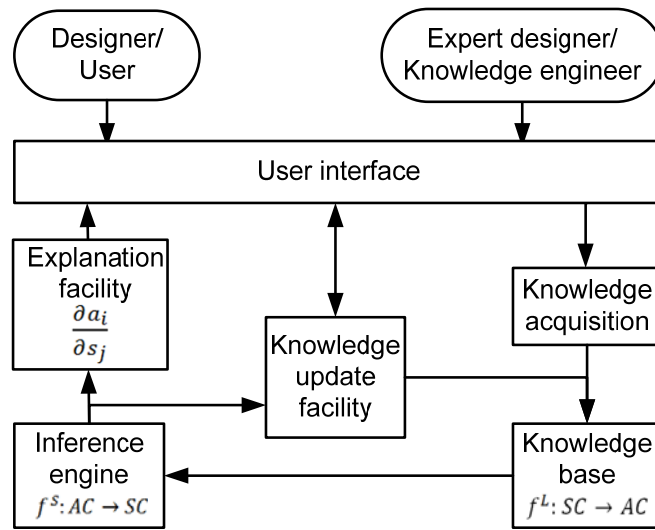 Designer/
User
Expert designer/
Knowledge engineer
User interface
Explanation
facility
∂a_i
∂s_j
Knowledge
acquisition
Knowledge
update
facility
Inference
engine
f^S: AC → SC
Knowledge
base
f^L: SC → AC